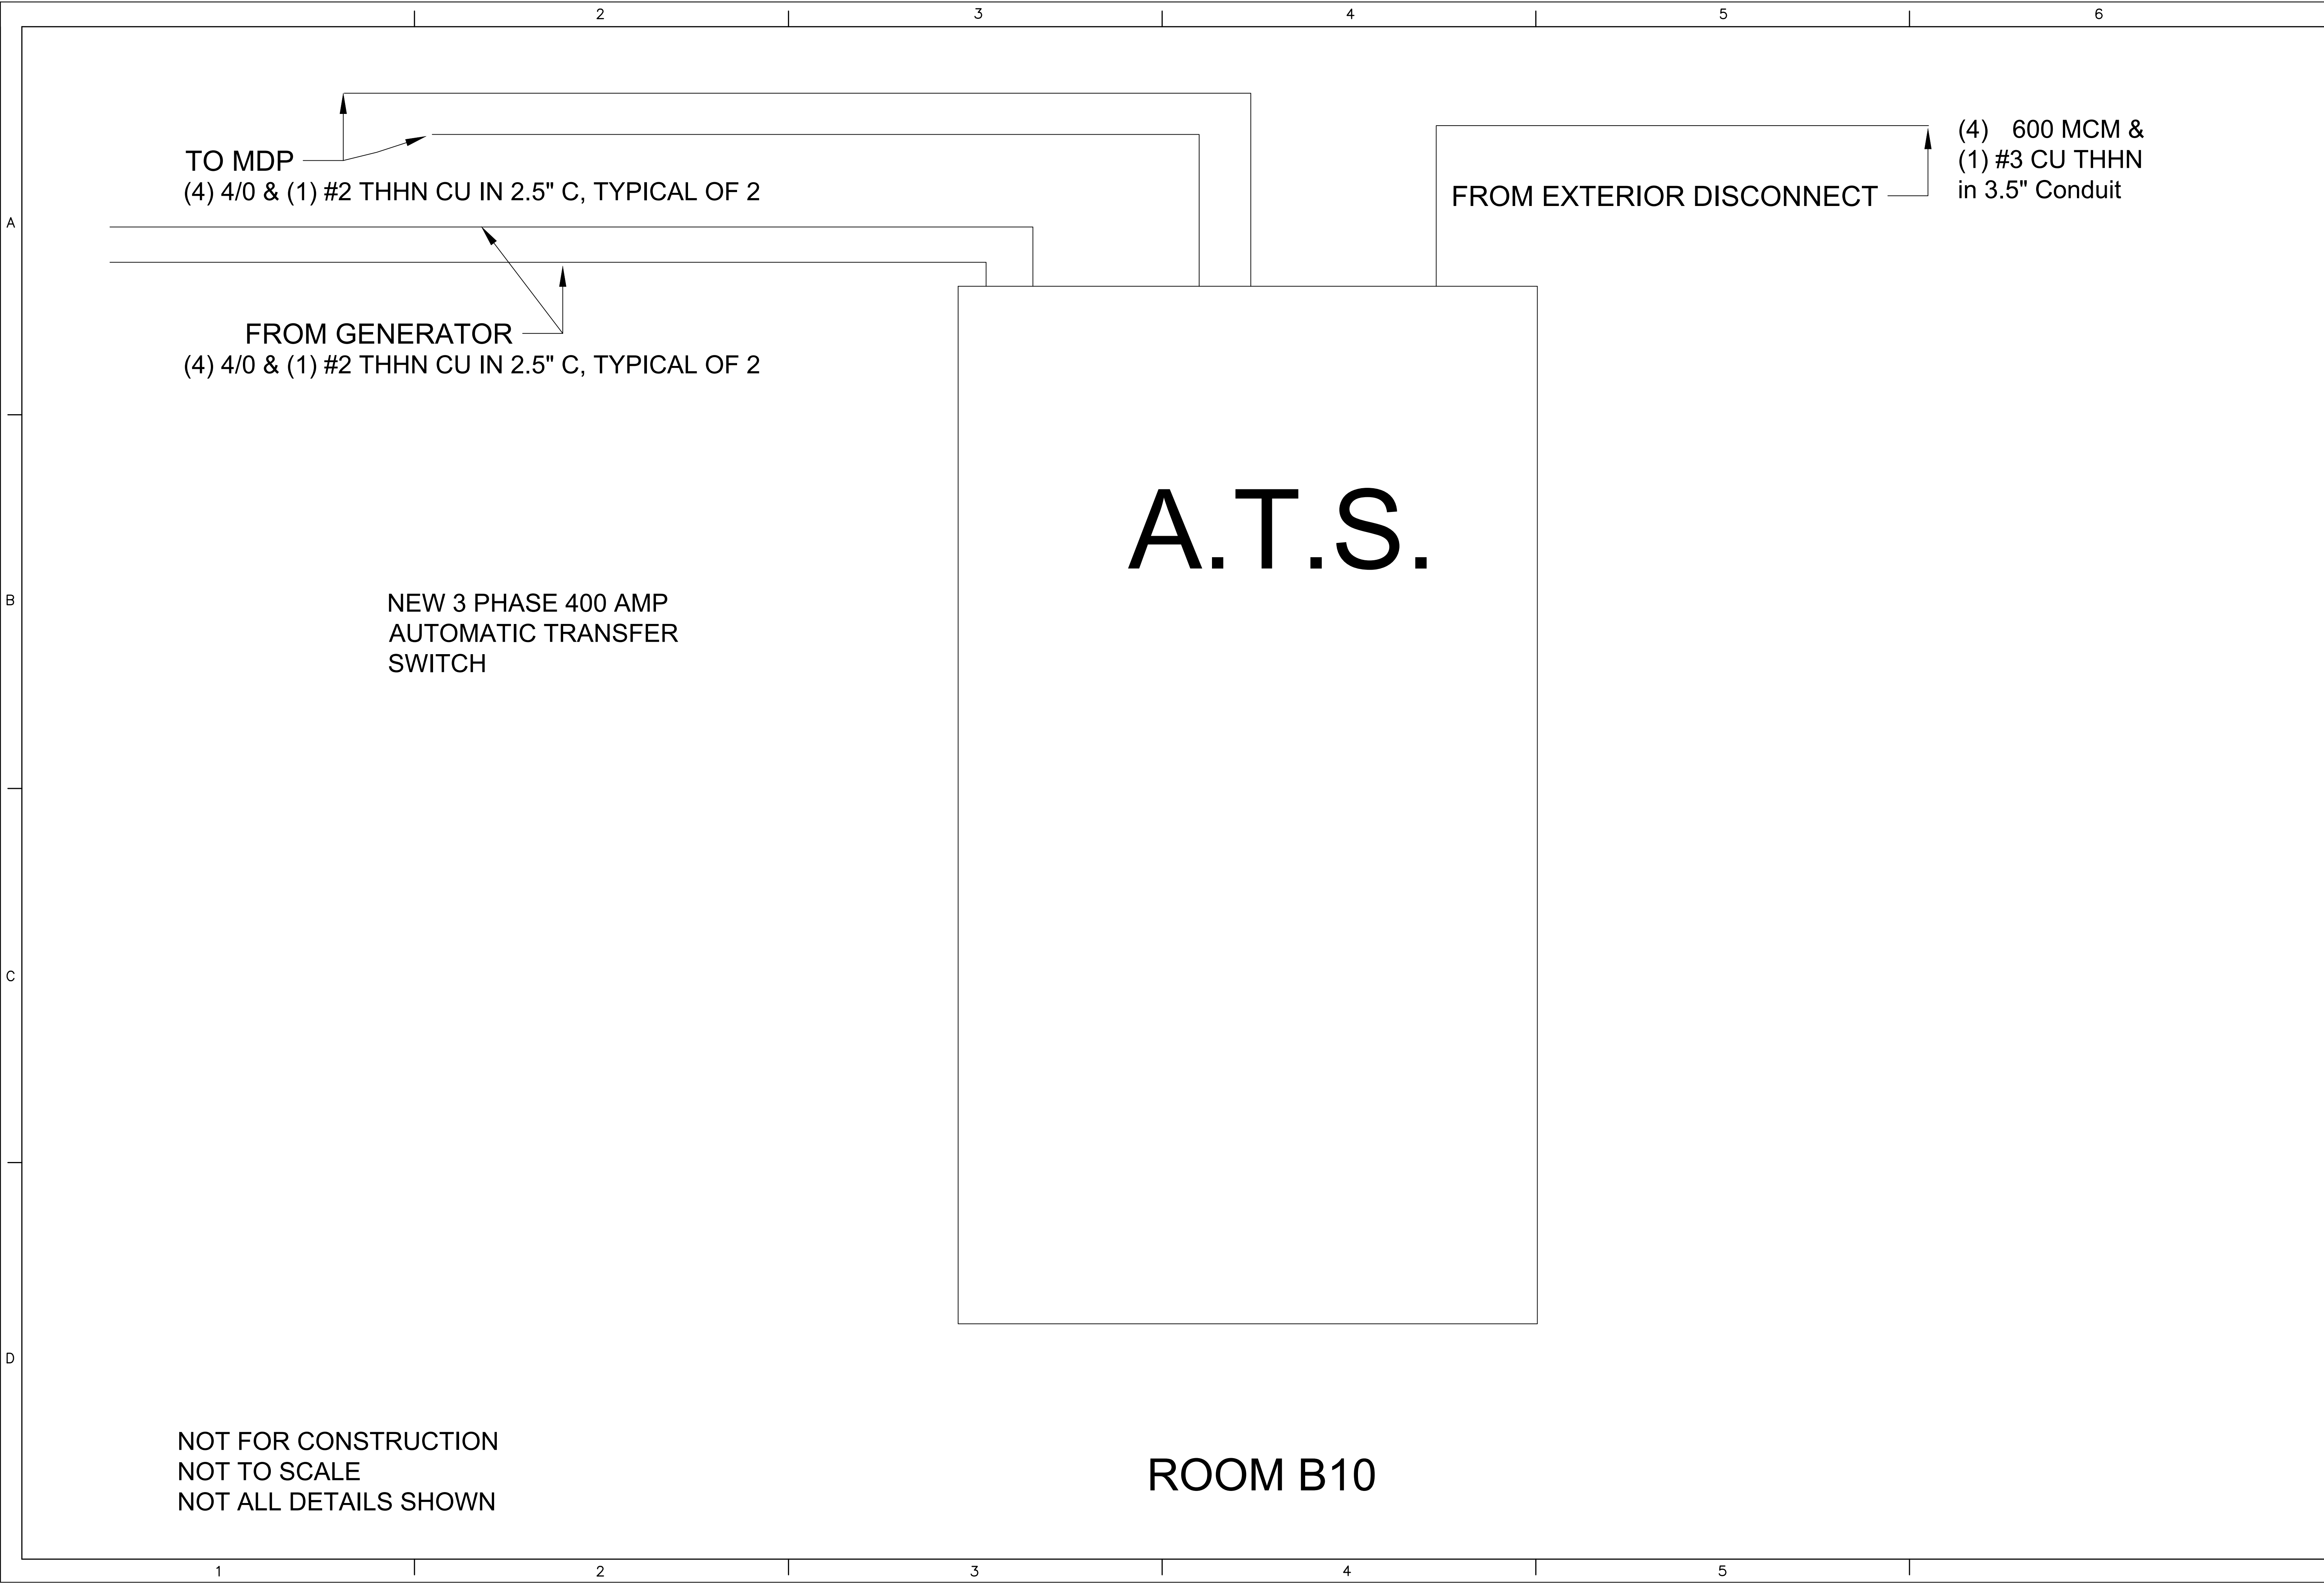 2 3 4 5 6
TO MDP
(4) 4/0 & (1) #2 THHN CU IN 2.5" C, TYPICAL OF 2
(4) 600 MCM &
(1) #3 CU THHN
in 3.5" Conduit
FROM EXTERIOR DISCONNECT
A
FROM GENERATOR
(4) 4/0 & (1) #2 THHN CU IN 2.5" C, TYPICAL OF 2
A.T.S.
B
NEW 3 PHASE 400 AMP
AUTOMATIC TRANSFER
SWITCH
C
D
NOT FOR CONSTRUCTION
NOT TO SCALE
NOT ALL DETAILS SHOWN
ROOM B10
1 2 3 4 5